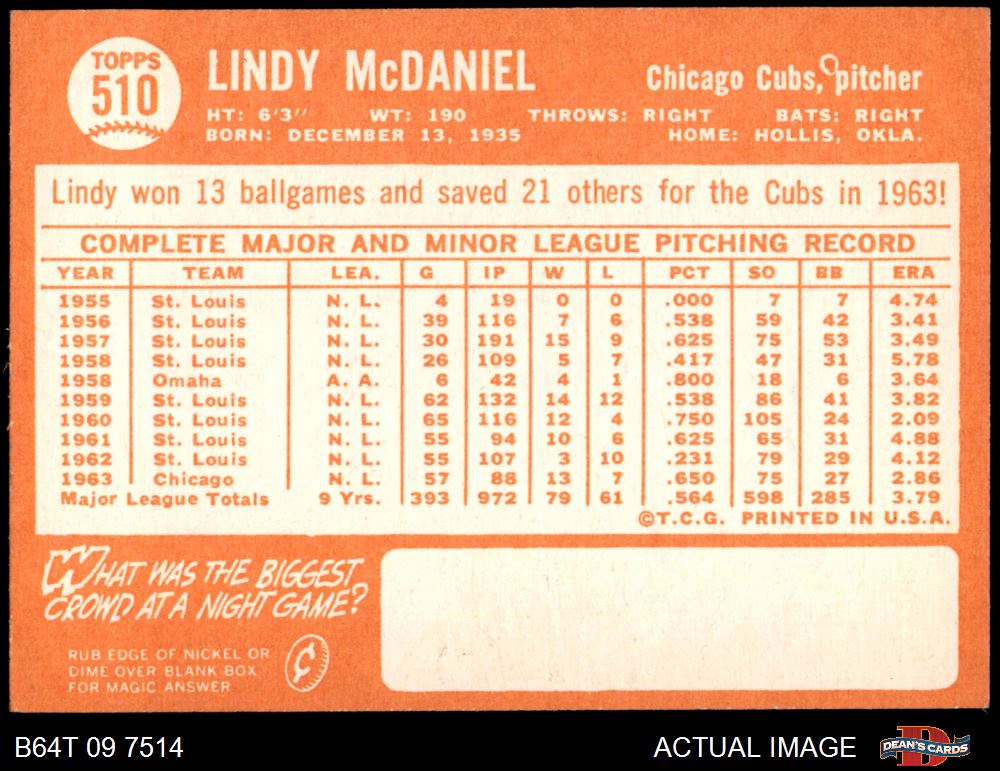 TOPPS
510
LINDY McDANIEL
Chicago Cubs, pitcher
HT: 6'3" WT: 190 THROWS: RIGHT BATS: RIGHT
BORN: DECEMBER 13, 1935 HOME: HOLLIS, OKLA.
Lindy won 13 ballgames and saved 21 others for the Cubs in 1963!
COMPLETE MAJOR AND MINOR LEAGUE PITCHING RECORD
YEAR TEAM LEA. G IP W L PCT SO BB ERA
1955 St. Louis N. L. 4 19 0 0 .000 7 7 4.74
1956 St. Louis N. L. 39 116 7 6 .538 59 42 3.41
1957 St. Louis N. L. 30 191 15 9 .625 75 53 3.49
1958 St. Louis N. L. 26 109 5 7 .417 47 31 5.78
1958 Omaha A. A. 6 42 4 1 .800 18 6 3.64
1959 St. Louis N. L. 62 132 14 12 .538 86 41 3.82
1960 St. Louis N. L. 65 116 12 4 .750 105 24 2.09
1961 St. Louis N. L. 55 94 10 6 .625 65 31 4.88
1962 St. Louis N. L. 55 107 3 10 .231 79 29 4.12
1963 Chicago N. L. 57 88 13 7 .650 75 27 2.86
Major League Totals 9 Yrs. 393 972 79 61 .564 598 285 3.79
©T.C.G. PRINTED IN U.S.A.
WHAT WAS THE BIGGEST
CROWD AT A NIGHT GAME?
RUB EDGE OF NICKEL OR
DIME OVER BLANK BOX
FOR MAGIC ANSWER
¢
B64T 09 7514
ACTUAL IMAGE
DEAN'S CARDS